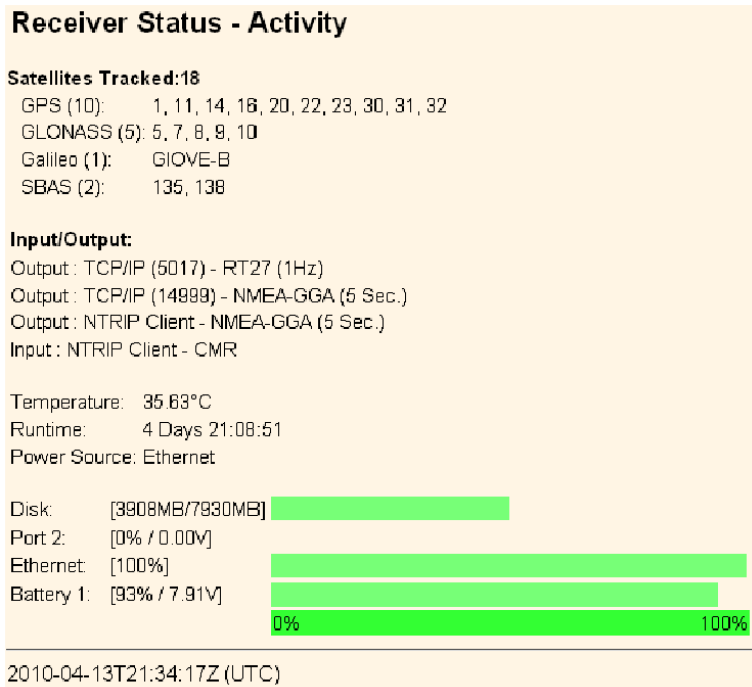 Receiver Status - Activity
Satellites Tracked:18
GPS (10): 1, 11, 14, 16, 20, 22, 23, 30, 31, 32
GLONASS (5): 5, 7, 8, 9, 10
Galileo (1): GIOVE-B
SBAS (2): 135, 138
Input/Output:
Output : TCP/IP (5017) - RT27 (1Hz)
Output : TCP/IP (14999) - NMEA-GGA (5 Sec.)
Output : NTRIP Client - NMEA-GGA (5 Sec.)
Input : NTRIP Client - CMR
Temperature: 35.63°C
Runtime: 4 Days 21:08:51
Power Source: Ethernet
Disk: [3908MB/7930MB]
Port 2: [0% / 0.00V]
Ethernet: [100%]
Battery 1: [93% / 7.91V]
0% 100%
2010-04-13T21:34:17Z (UTC)